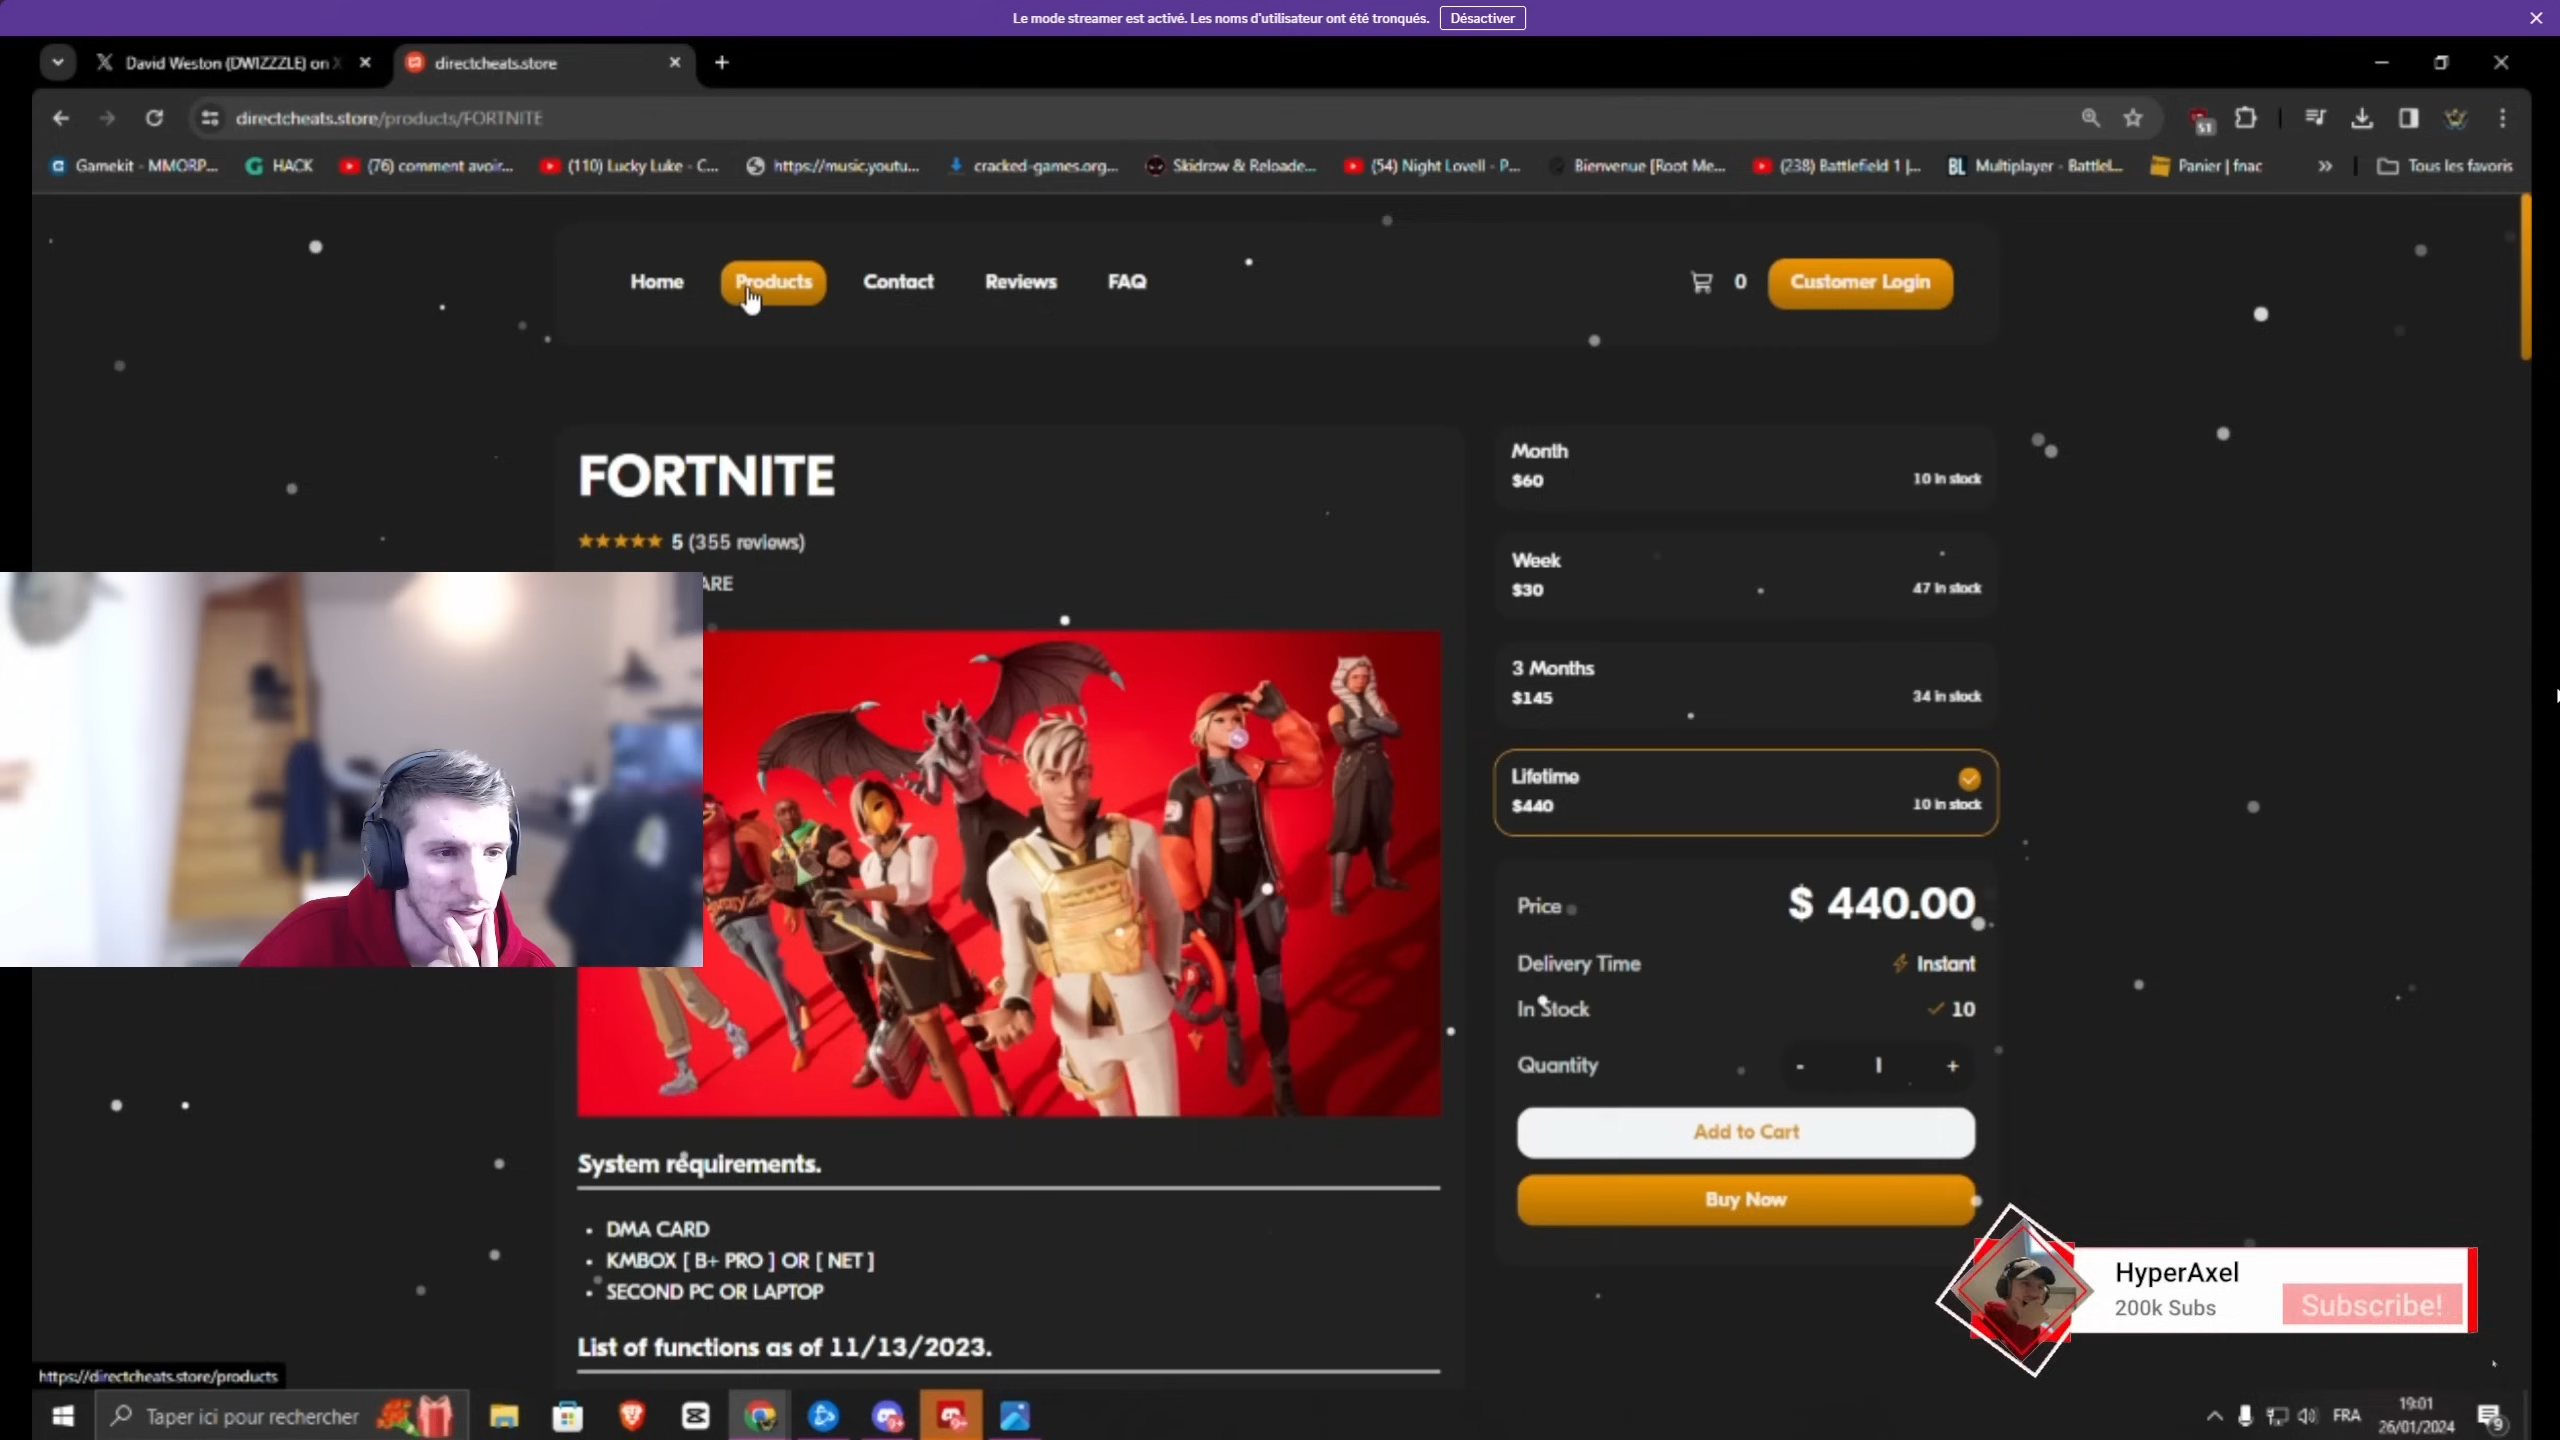 Le mode streamer est activé. Les noms d'utilisateur ont été tronqués. Désactiver
David Weston (DWIZZZLE) on X
directcheats.store
directcheats.store/products/FORTNITE
51
Gamekit - MMORP...
HACK
(76) comment avoir...
(110) Lucky Luke - C...
https://music.youtu...
cracked-games.org...
Skidrow & Reloade...
(54) Night Lovell - P...
Bienvenue [Root Me...
(238) Battlefield 1 |...
BL Multiplayer - Battlel...
Panier | fnac
Tous les favoris
Home
Products
Contact
Reviews
FAQ
0
Customer Login
FORTNITE
5 (355 reviews)
Month
$60
10 in stock
Week
$30
47 in stock
3 Months
$145
34 in stock
Lifetime
$440
10 in stock
Price
$ 440.00
Delivery Time
Instant
In Stock
10
Quantity
-
1
+
Add to Cart
Buy Now
System requirements.
• DMA CARD
• KMBOX [ B+ PRO ] OR [ NET ]
• SECOND PC OR LAPTOP
List of functions as of 11/13/2023.
HyperAxel
200k Subs
Subscribe!
https://directcheats.store/products
Taper ici pour rechercher
FRA
19:01
26/01/2024
9